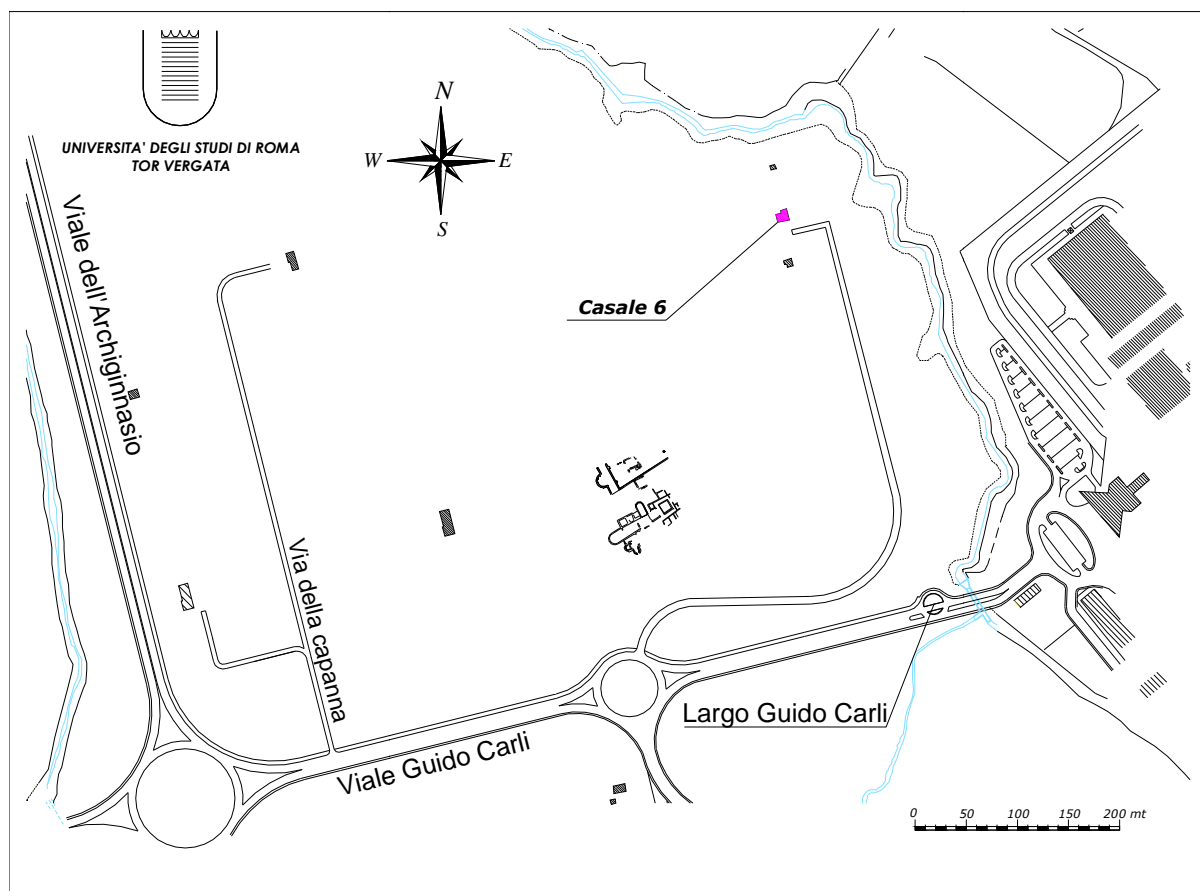 UNIVERSITA' DEGLI STUDI DI ROMA
TOR VERGATA
N
W
E
S
Viale dell'Archiginnasio
Casale 6
Via della capanna
Largo Guido Carli
Viale Guido Carli
0 50 100 150 200 mt